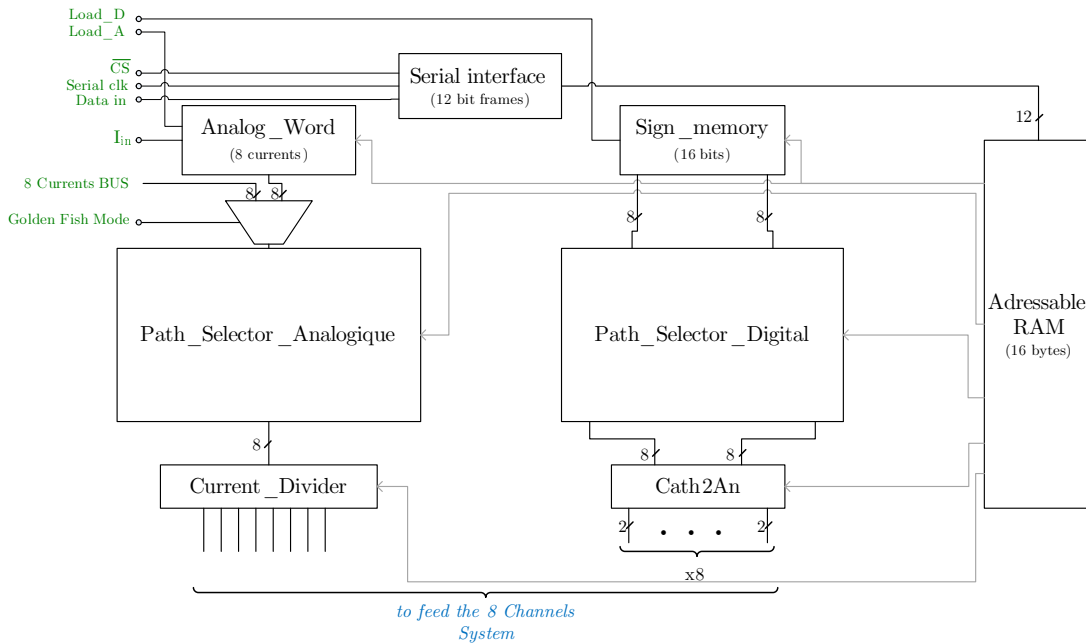 Load_D
Load_A
CS
Serial clk
Data in
Serial interface
(12 bit frames)
12
Analog_Word
(8 currents)
Sign_memory
(16 bits)
I_in
8 Currents BUS
8
8
8
8
Golden Fish Mode
Path_Selector_Analogique
Path_Selector_Digital
Adressable
RAM
(16 bytes)
8
8
8
Current_Divider
Cath2An
2
2
x8
to feed the 8 Channels
System